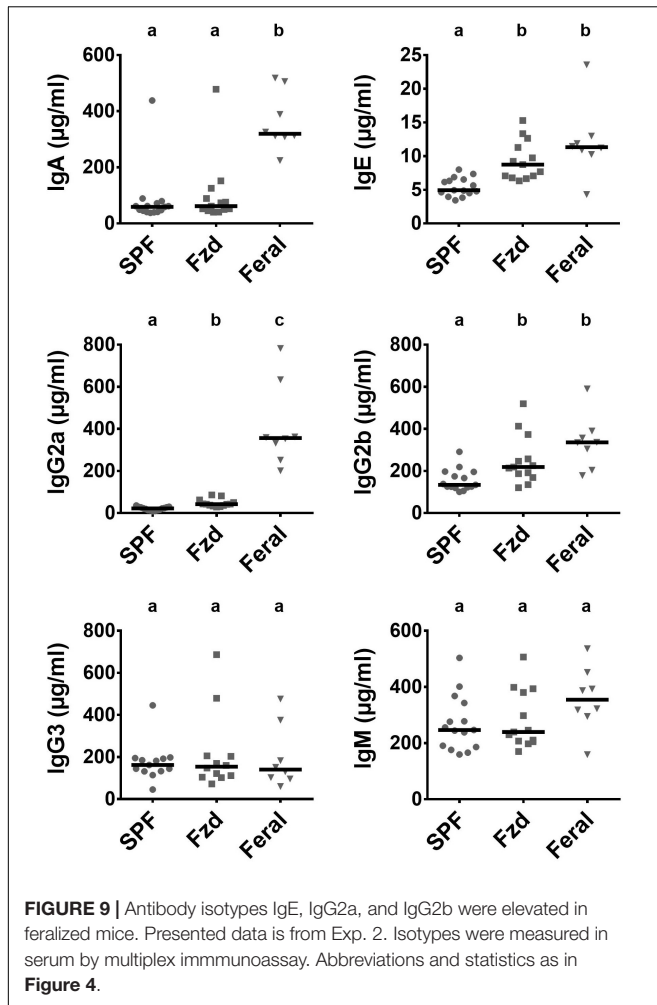 a a b
600
400
200
0
IgA (µg/ml)
SPF Fzd Feral
a b b
25
20
15
10
5
0
IgE (µg/ml)
SPF Fzd Feral
a b c
800
600
400
200
0
IgG2a (µg/ml)
SPF Fzd Feral
a b b
800
600
400
200
0
IgG2b (µg/ml)
SPF Fzd Feral
a a a
800
600
400
200
0
IgG3 (µg/ml)
SPF Fzd Feral
a a a
600
400
200
0
IgM (µg/ml)
SPF Fzd Feral
FIGURE 9 | Antibody isotypes IgE, IgG2a, and IgG2b were elevated in
feralized mice. Presented data is from Exp. 2. Isotypes were measured in
serum by multiplex immmunoassay. Abbreviations and statistics as in
Figure 4.